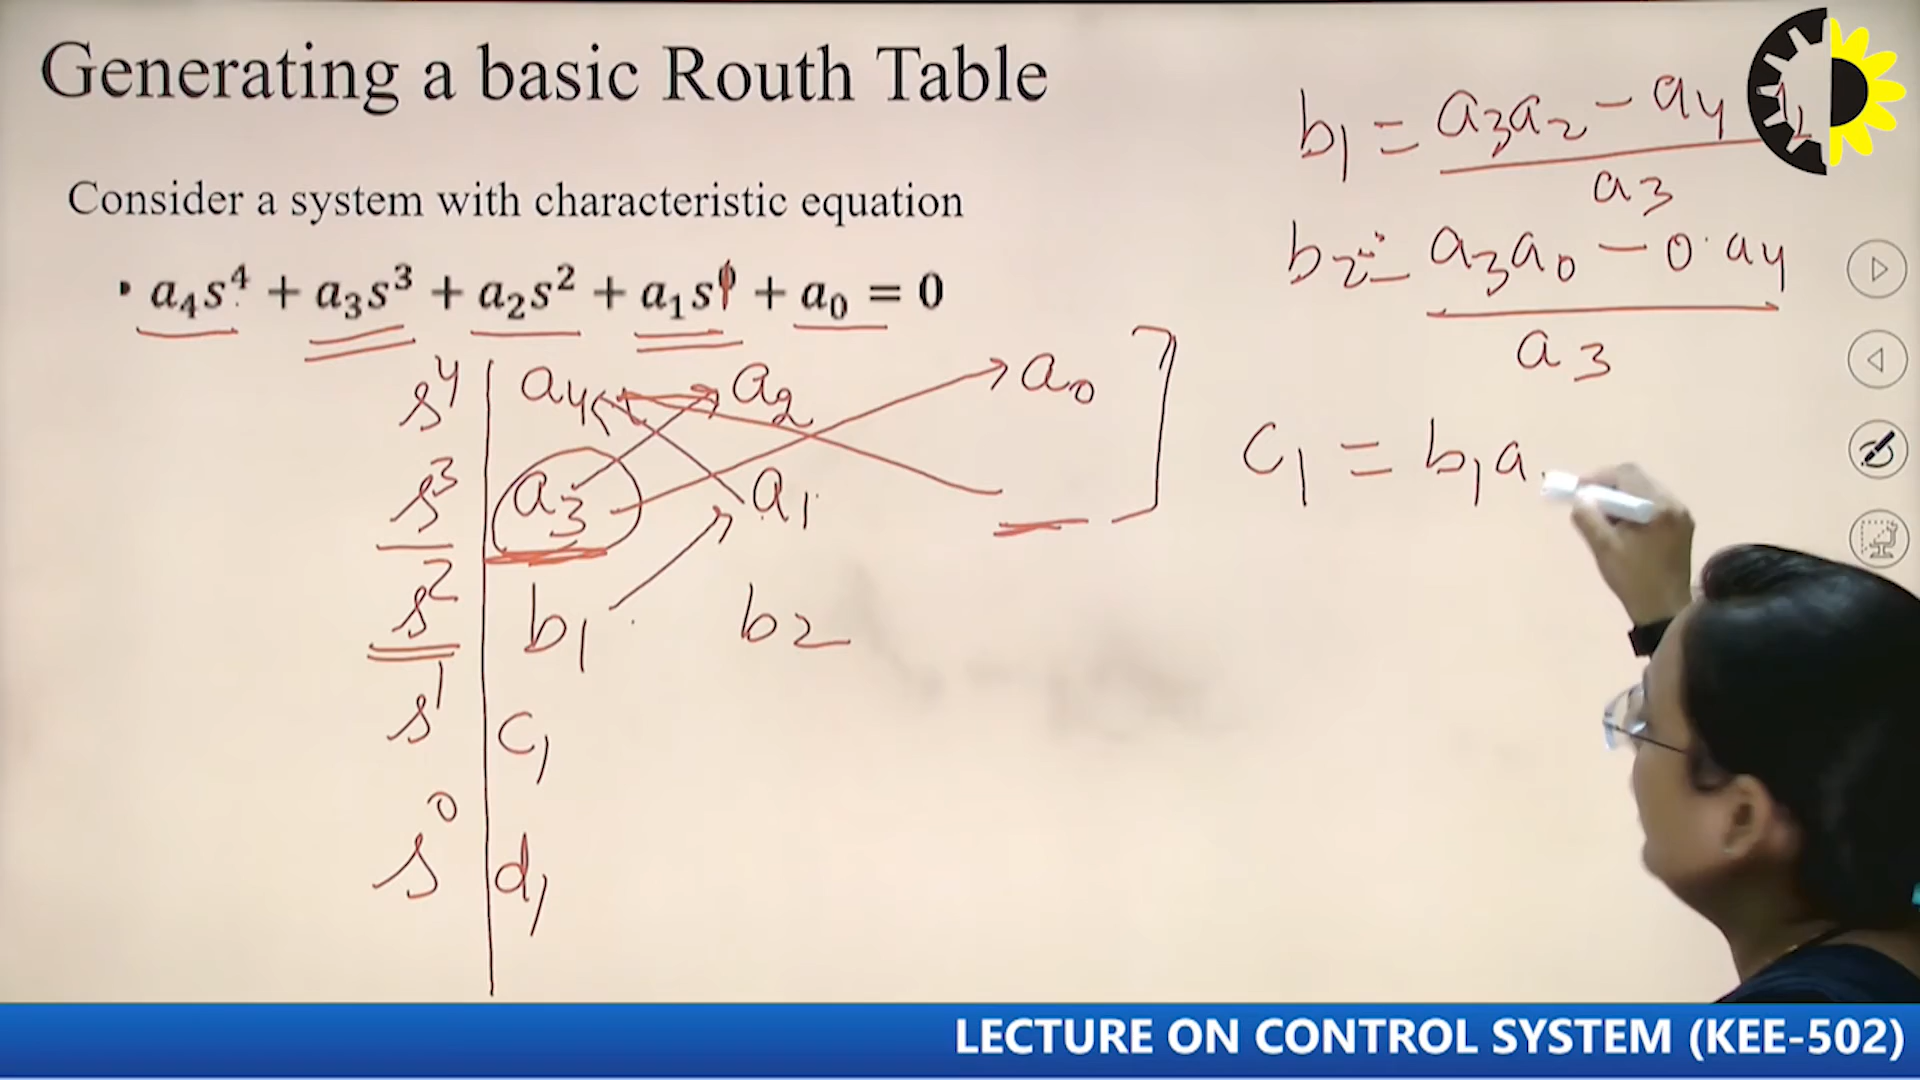 Generating a basic Routh Table
Consider a system with characteristic equation
• a₄s⁴ + a₃s³ + a₂s² + a₁s¹ + a₀ = 0
s⁴ a₄ a₂ a₀
s³ a₃ a₁
s² b₁ b₂
s¹ c₁
s⁰ d₁
b₁ = a₃a₂ − a₄
a₃
b₂ = a₃a₀ − 0·a₄
a₃
c₁ = b₁a
LECTURE ON CONTROL SYSTEM (KEE-502)